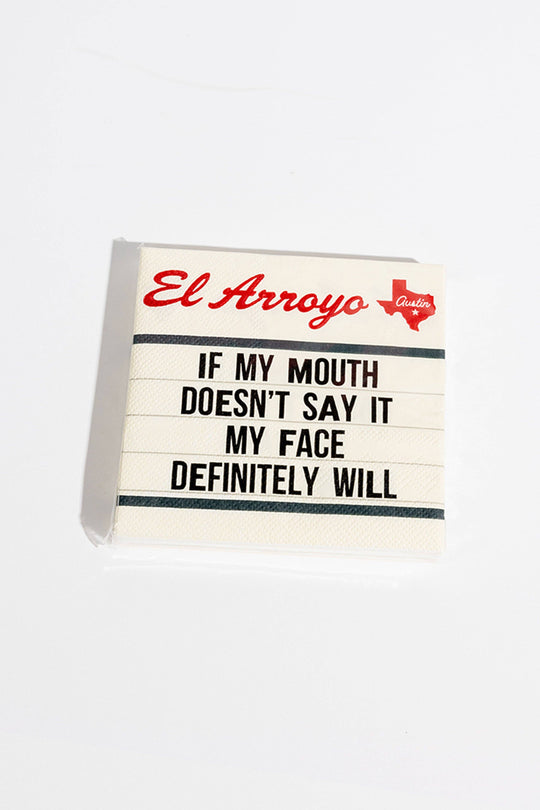 El Arroyo
Austin
IF MY MOUTH
DOESN'T SAY IT
MY FACE
DEFINITELY WILL